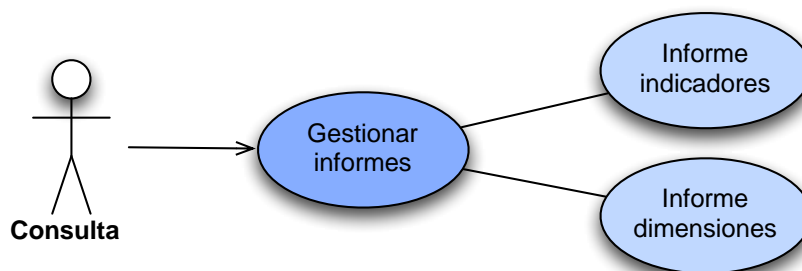 Consulta
Gestionar
informes
Informe
indicadores
Informe
dimensiones